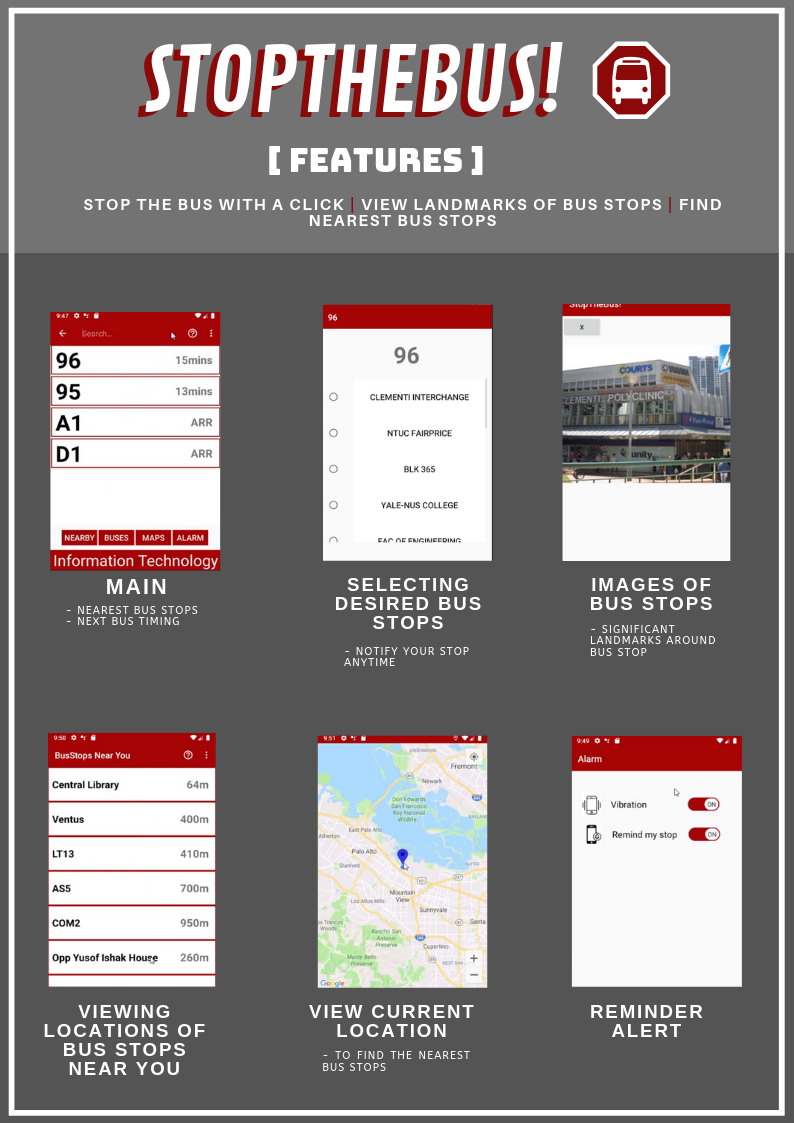 STOPTHEBUS!
[ FEATURES ]
STOP THE BUS WITH A CLICK | VIEW LANDMARKS OF BUS STOPS | FIND
NEAREST BUS STOPS
9:47
Search...
96 15mins
95 13mins
A1 ARR
D1 ARR
NEARBY BUSES MAPS ALARM
Information Technology
MAIN
- NEAREST BUS STOPS
- NEXT BUS TIMING
96
96
CLEMENTI INTERCHANGE
NTUC FAIRPRICE
BLK 365
YALE-NUS COLLEGE
FAC OF ENGINEERING
SELECTING
DESIRED BUS
STOPS
- NOTIFY YOUR STOP
ANYTIME
StopTheBus!
X
COURTS
CLEMENTI POLYCLINIC
FairPrice
unity
IMAGES OF
BUS STOPS
- SIGNIFICANT
LANDMARKS AROUND
BUS STOP
9:50
BusStops Near You
Central Library 64m
Ventus 400m
LT13 410m
AS5 700m
COM2 950m
Opp Yusof Ishak House 260m
VIEWING
LOCATIONS OF
BUS STOPS
NEAR YOU
9:51
Fremont
Newark
Don Edwards
San Francisco
Bay National
Wildlife...
East Palo Alto
Atherton
Palo Alto
Stanford
Mountain
View
Los Altos Hills
Sunnyvale
Santa
Rancho San
Antonio
Preserve
Cupertino
Monte Bello
Preserve
WEST SAN
Google
VIEW CURRENT
LOCATION
- TO FIND THE NEAREST
BUS STOPS
9:49
Alarm
Vibration ON
Remind my stop ON
REMINDER
ALERT